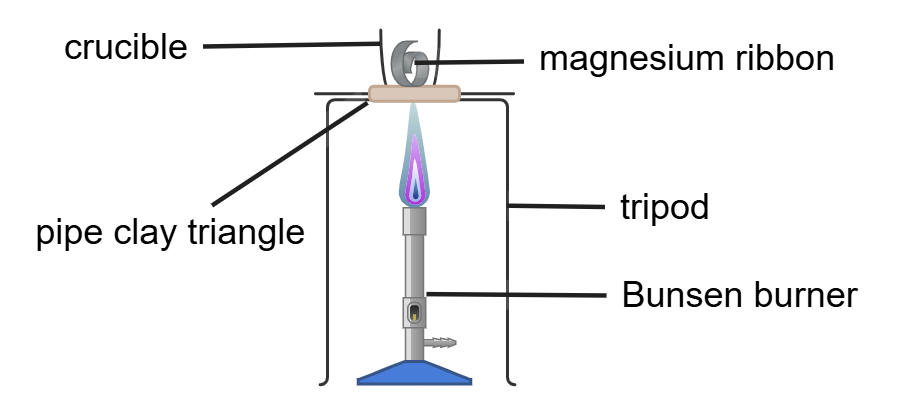 crucible
magnesium ribbon
pipe clay triangle
tripod
Bunsen burner